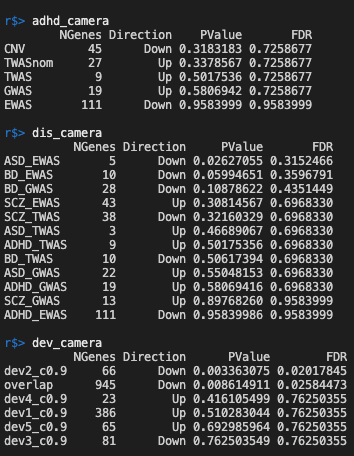 r$> adhd_camera
NGenes Direction PValue FDR
CNV 45 Down 0.3183183 0.7258677
TWASnom 27 Up 0.3378567 0.7258677
TWAS 9 Up 0.5017536 0.7258677
GWAS 19 Up 0.5806942 0.7258677
EWAS 111 Down 0.9583999 0.9583999
r$> dis_camera
NGenes Direction PValue FDR
ASD_EWAS 5 Down 0.02627055 0.3152466
BD_EWAS 10 Down 0.05994651 0.3596791
BD_GWAS 28 Down 0.10878622 0.4351449
SCZ_EWAS 43 Up 0.30814567 0.6968330
SCZ_TWAS 38 Down 0.32160329 0.6968330
ASD_TWAS 3 Up 0.46689067 0.6968330
ADHD_TWAS 9 Up 0.50175356 0.6968330
BD_TWAS 10 Down 0.50617394 0.6968330
ASD_GWAS 22 Up 0.55048153 0.6968330
ADHD_GWAS 19 Up 0.58069416 0.6968330
SCZ_GWAS 13 Up 0.89768260 0.9583999
ADHD_EWAS 111 Down 0.95839986 0.9583999
r$> dev_camera
NGenes Direction PValue FDR
dev2_c0.9 66 Down 0.003363075 0.02017845
overlap 945 Down 0.008614911 0.02584473
dev4_c0.9 23 Up 0.416105499 0.76250355
dev1_c0.9 386 Up 0.510283044 0.76250355
dev5_c0.9 65 Up 0.692985964 0.76250355
dev3_c0.9 81 Down 0.762503549 0.76250355